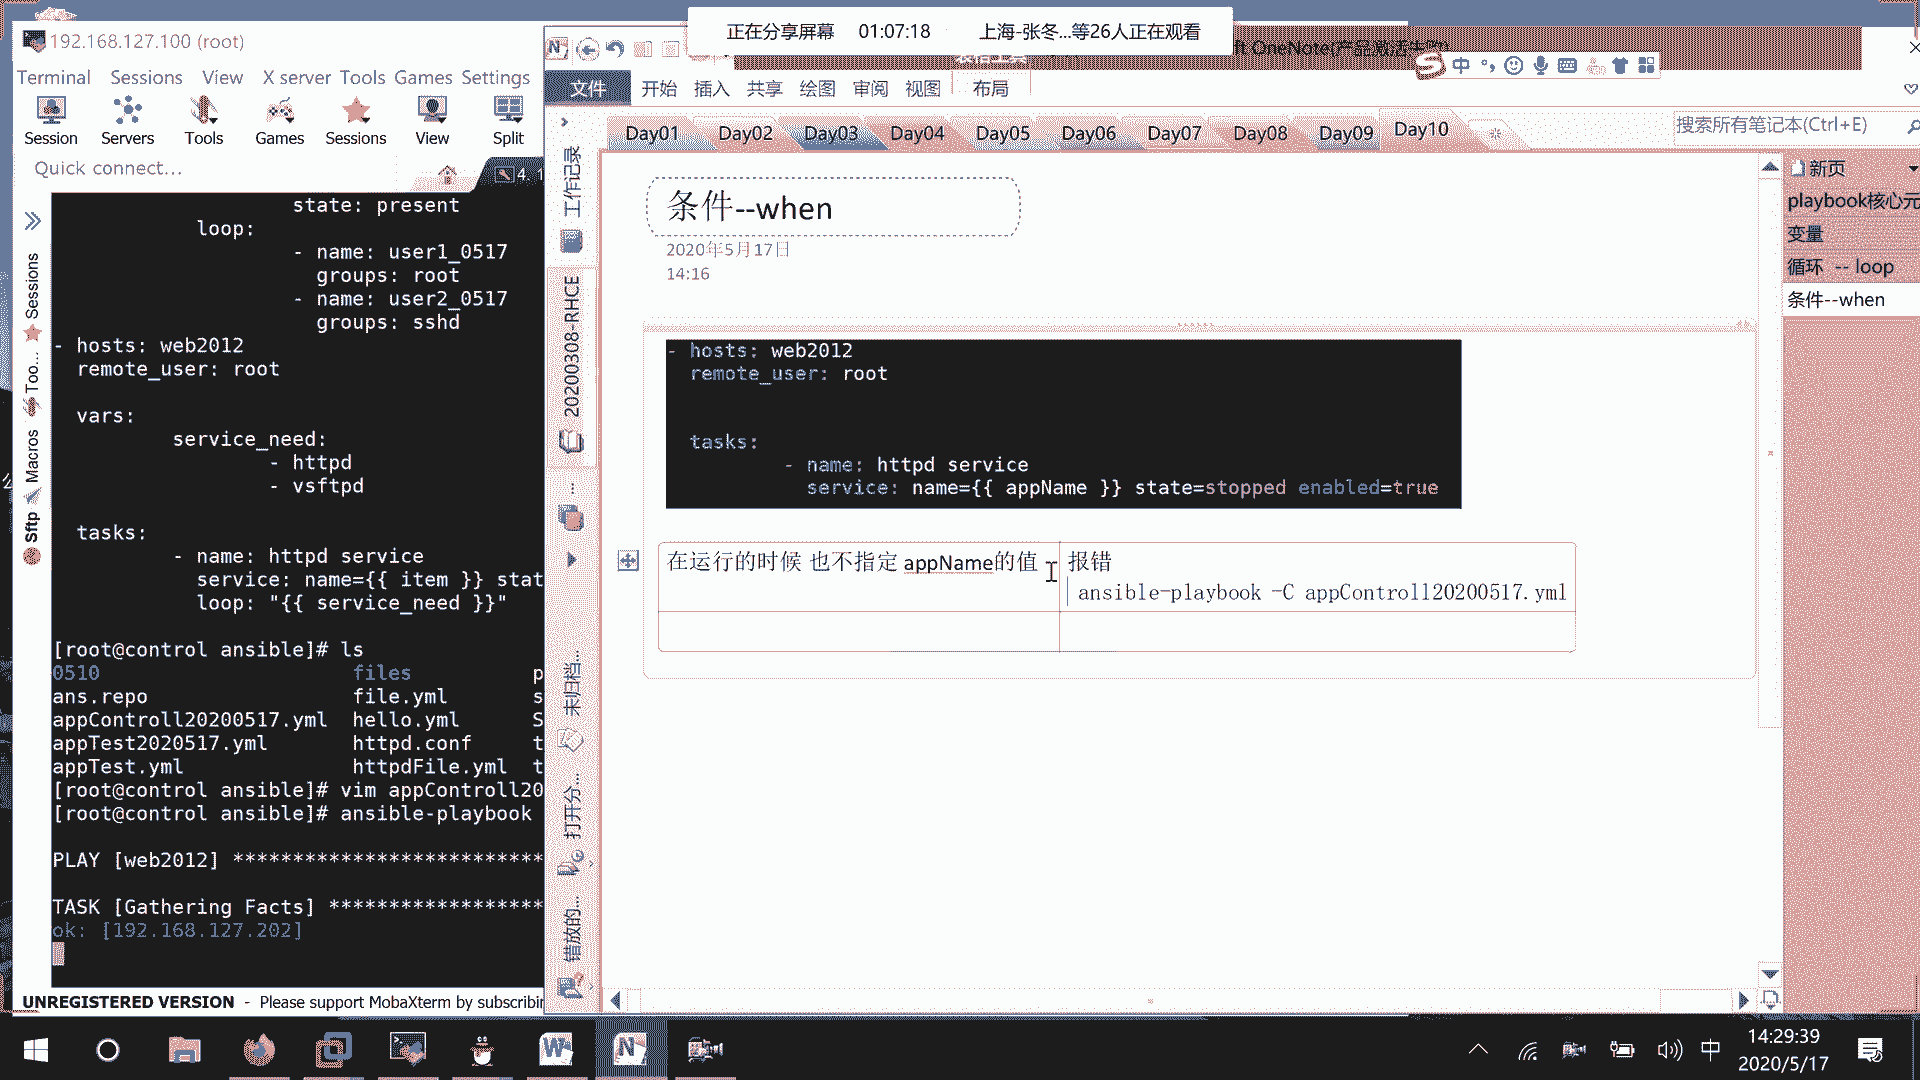 正在分享屏幕 01:07:18 上海-张冬...等26人正在观看
192.168.127.100 (root)
Terminal Sessions View X server Tools Games Settings
Session Servers Tools Games Sessions View Split
Quick connect...
4. 1
Sessions
Too...
Macros
Sftp
state: present
loop:
- name: user1_0517
groups: root
- name: user2_0517
groups: sshd
- hosts: web2012
remote_user: root
vars:
service_need:
- httpd
- vsftpd
tasks:
- name: httpd service
service: name={{ item }} stat
loop: "{{ service_need }}"
[root@control ansible]# ls
0510 files p
ans.repo file.yml s
appControll20200517.yml hello.yml S
appTest2020517.yml httpd.conf t
appTest.yml httpdFile.yml t
[root@control ansible]# vim appControll20
[root@control ansible]# ansible-playbook
PLAY [web2012] **************************
TASK [Gathering Facts] ******************
ok: [192.168.127.202]
UNREGISTERED VERSION - Please support MobaXterm by subscribin
ft OneNote(产品激活失败)
中
文件 开始 插入 共享 绘图 审阅 视图 布局
Day01 Day02 Day03 Day04 Day05 Day06 Day07 Day08 Day09 Day10
搜索所有笔记本(Ctrl+E)
工作记录
20200308-RHCE
未归档...
打开分...
错放的...
条件--when
2020年5月17日
14:16
- hosts: web2012
remote_user: root
tasks:
- name: httpd service
service: name={{ appName }} state=stopped enabled=true
在运行的时候 也不指定 appName的值 报错
ansible-playbook -C appControll20200517.yml
新页
playbook核心元
变量
循环 -- loop
条件--when
中
14:29:39
2020/5/17